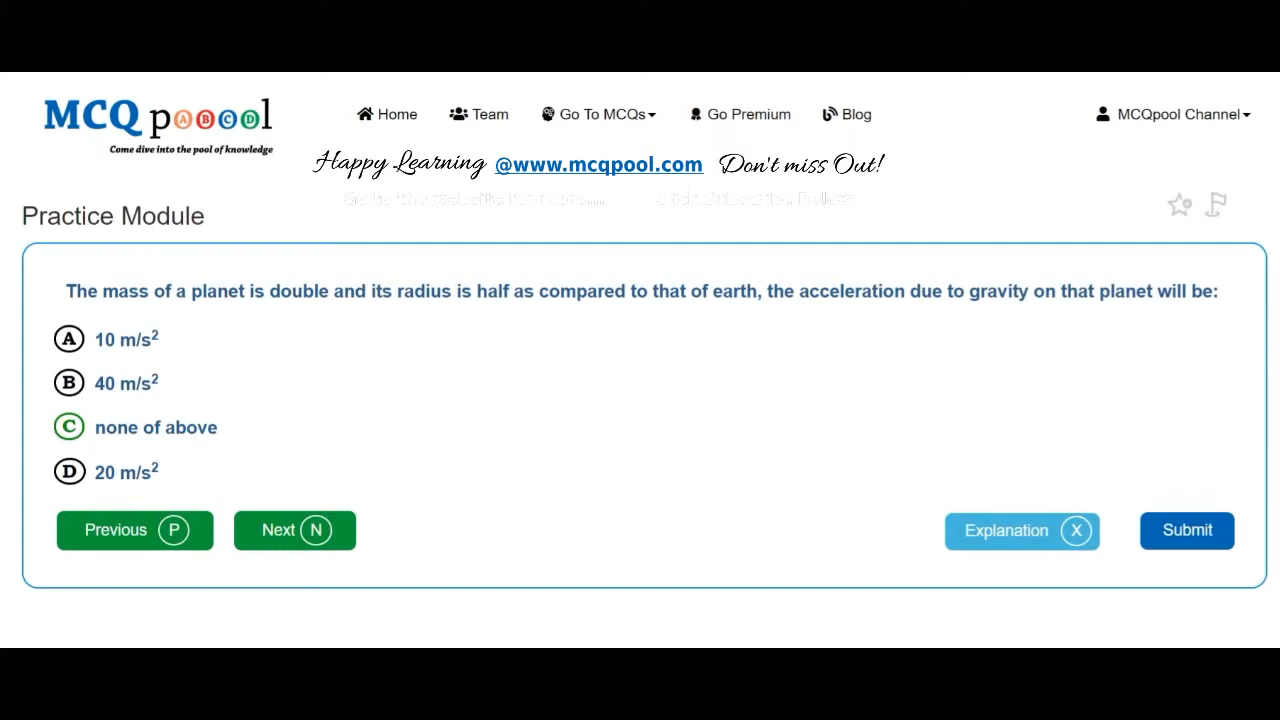 MCQ pooool
Come dive into the pool of knowledge
Home Team Go To MCQs Go Premium Blog MCQpool Channel
Happy Learning @www.mcqpool.com Don't miss Out!
Practice Module
The mass of a planet is double and its radius is half as compared to that of earth, the acceleration due to gravity on that planet will be:
A 10 m/s²
B 40 m/s²
C none of above
D 20 m/s²
Previous P Next N Explanation X Submit